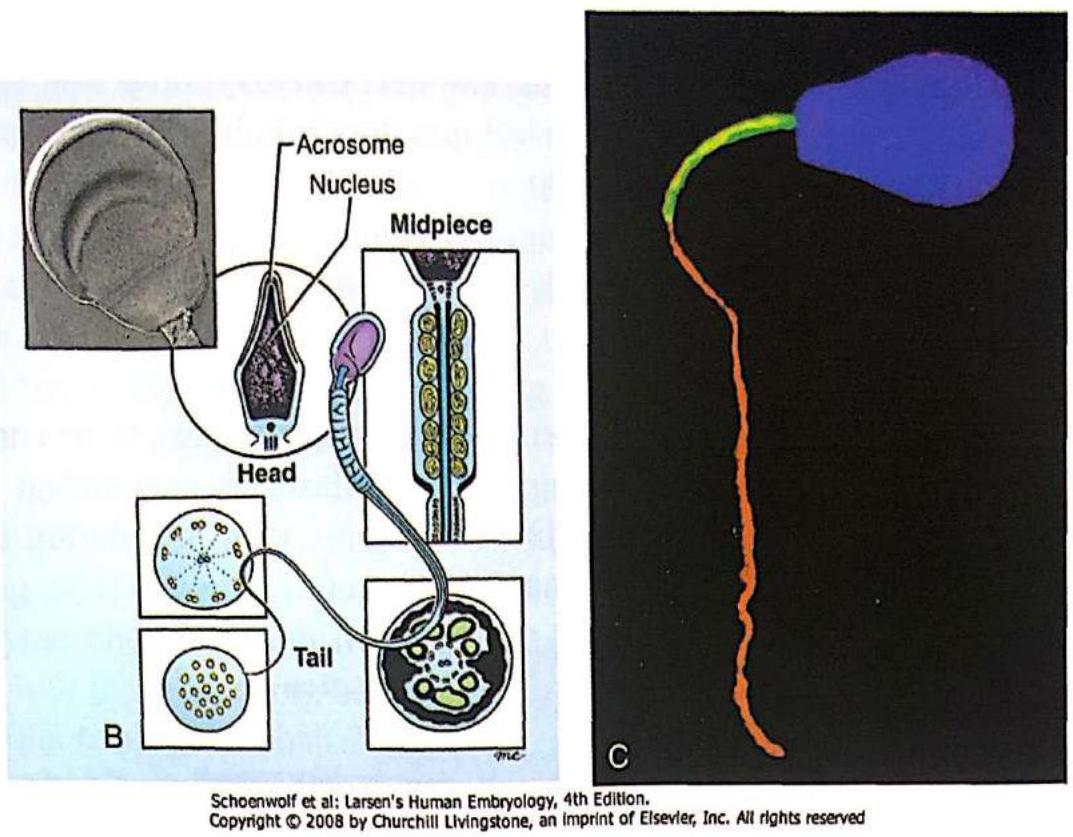 Acrosome
Nucleus
Midpiece
Head
Tail
B
mc
C
Schoenwolf et al: Larsen's Human Embryology, 4th Edition.
Copyright © 2008 by Churchill Livingstone, an imprint of Elsevier, Inc. All rights reserved